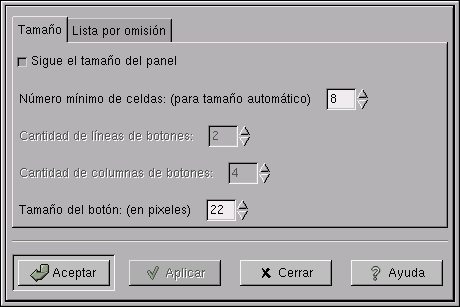 Tamaño Lista por omisión
Sigue el tamaño del panel
Número mínimo de celdas: (para tamaño automático) 8
Cantidad de líneas de botones: 2
Cantidad de columnas de botones: 4
Tamaño del botón: (en pixeles) 22
Aceptar Aplicar Cerrar Ayuda